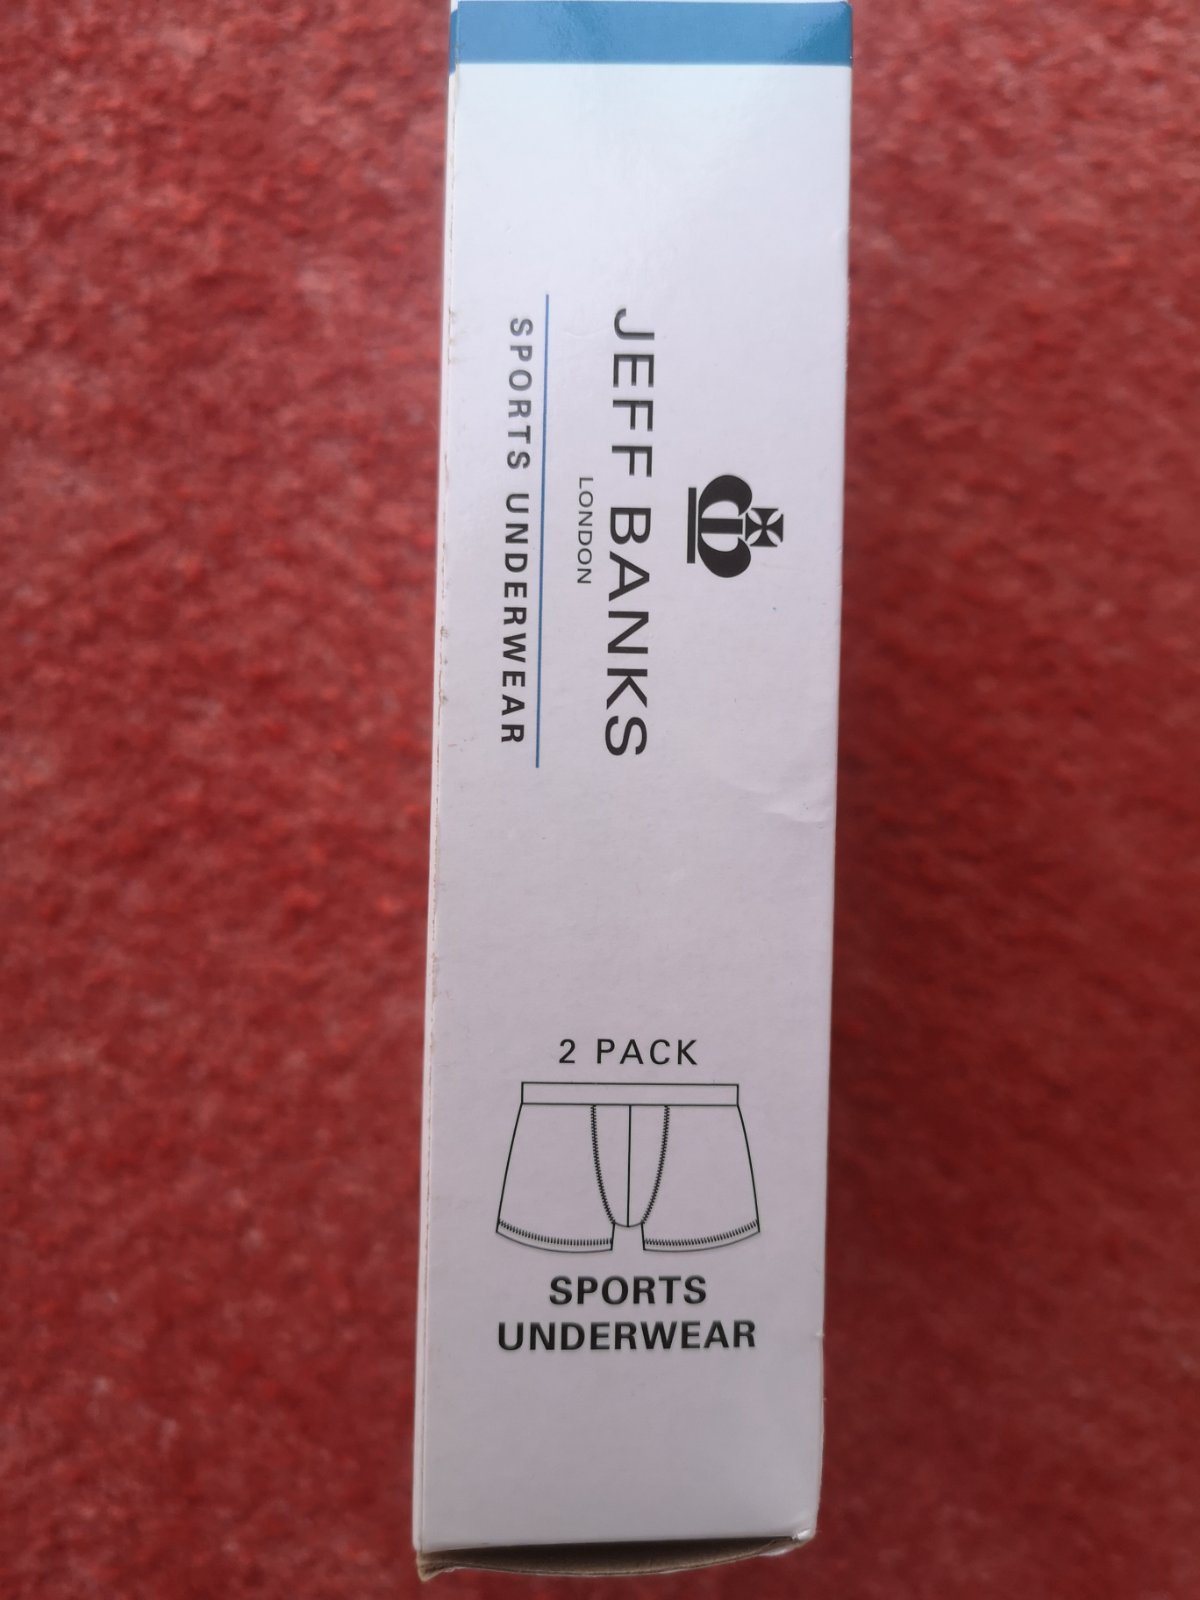 JEFF BANKS
LONDON
SPORTS UNDERWEAR
2 PACK
SPORTS
UNDERWEAR